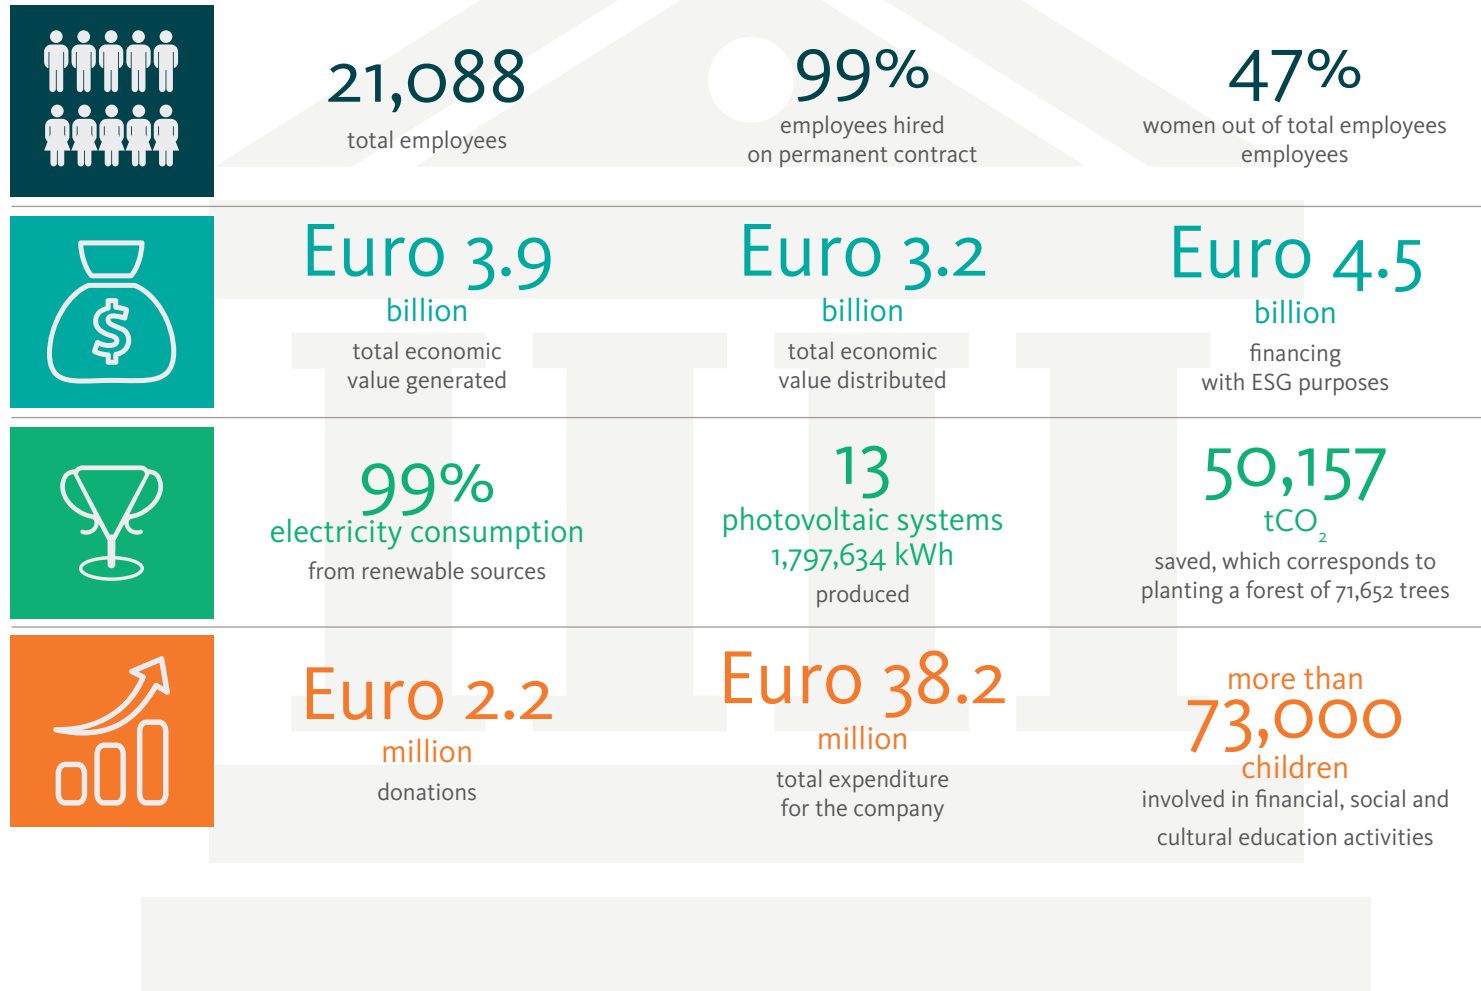 21,088
total employees
99%
employees hired
on permanent contract
47%
women out of total employees
employees
$
Euro 3.9
billion
total economic
value generated
Euro 3.2
billion
total economic
value distributed
Euro 4.5
billion
financing
with ESG purposes
99%
electricity consumption
from renewable sources
13
photovoltaic systems
1,797,634 kWh
produced
50,157
tCO₂
saved, which corresponds to
planting a forest of 71,652 trees
Euro 2.2
million
donations
Euro 38.2
million
total expenditure
for the company
more than
73,000
children
involved in financial, social and
cultural education activities